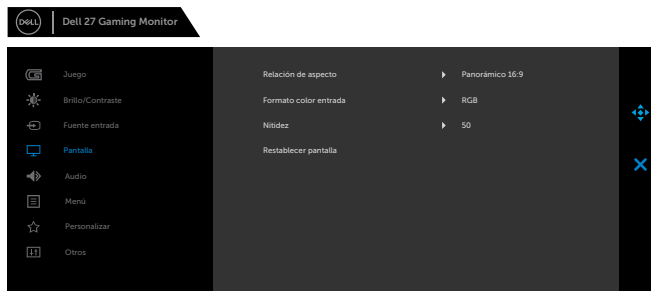 DELL
Dell 27 Gaming Monitor
Juego
Relación de aspecto Panorámico 16:9
Brillo/Contraste
Formato color entrada RGB
Fuente entrada
Nitidez 50
Pantalla
Restablecer pantalla
Audio
Menú
Personalizar
Otros